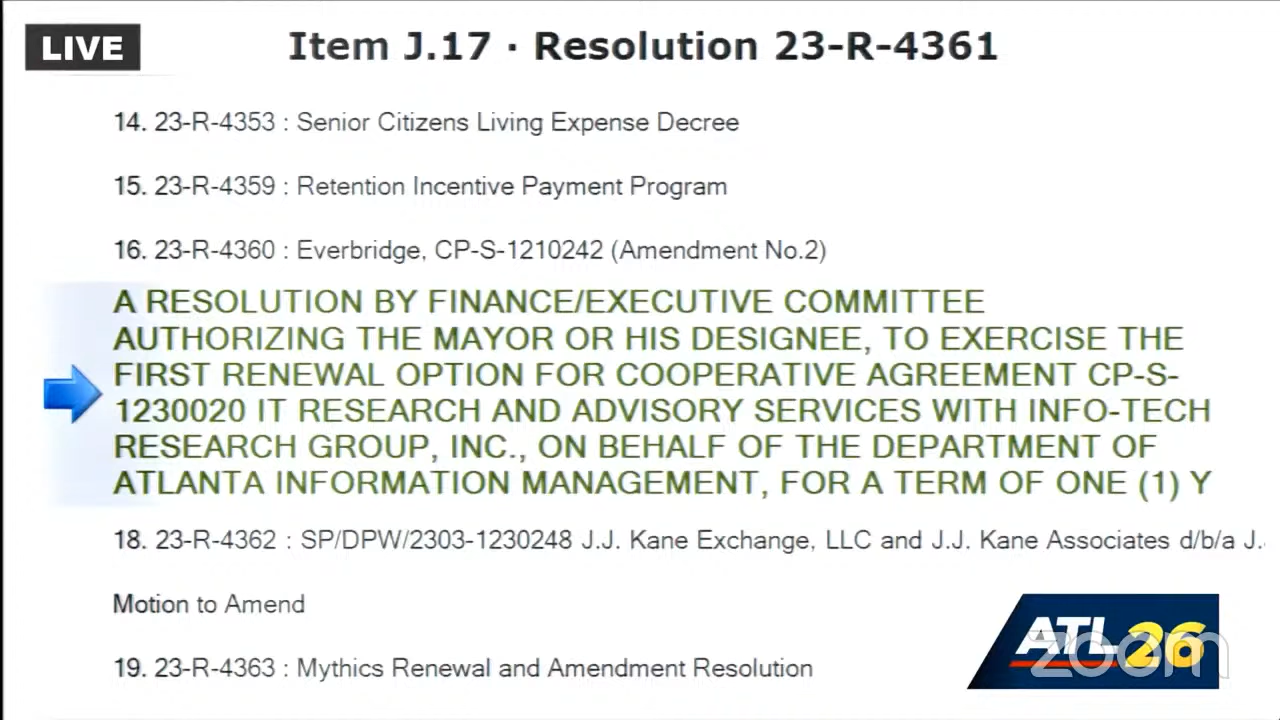 LIVE
Item J.17 · Resolution 23-R-4361
14. 23-R-4353 : Senior Citizens Living Expense Decree
15. 23-R-4359 : Retention Incentive Payment Program
16. 23-R-4360 : Everbridge, CP-S-1210242 (Amendment No.2)
A RESOLUTION BY FINANCE/EXECUTIVE COMMITTEE
AUTHORIZING THE MAYOR OR HIS DESIGNEE, TO EXERCISE THE
FIRST RENEWAL OPTION FOR COOPERATIVE AGREEMENT CP-S-
1230020 IT RESEARCH AND ADVISORY SERVICES WITH INFO-TECH
RESEARCH GROUP, INC., ON BEHALF OF THE DEPARTMENT OF
ATLANTA INFORMATION MANAGEMENT, FOR A TERM OF ONE (1) Y
18. 23-R-4362 : SP/DPW/2303-1230248 J.J. Kane Exchange, LLC and J.J. Kane Associates d/b/a J.
Motion to Amend
19. 23-R-4363 : Mythics Renewal and Amendment Resolution
ATL 26
zoom